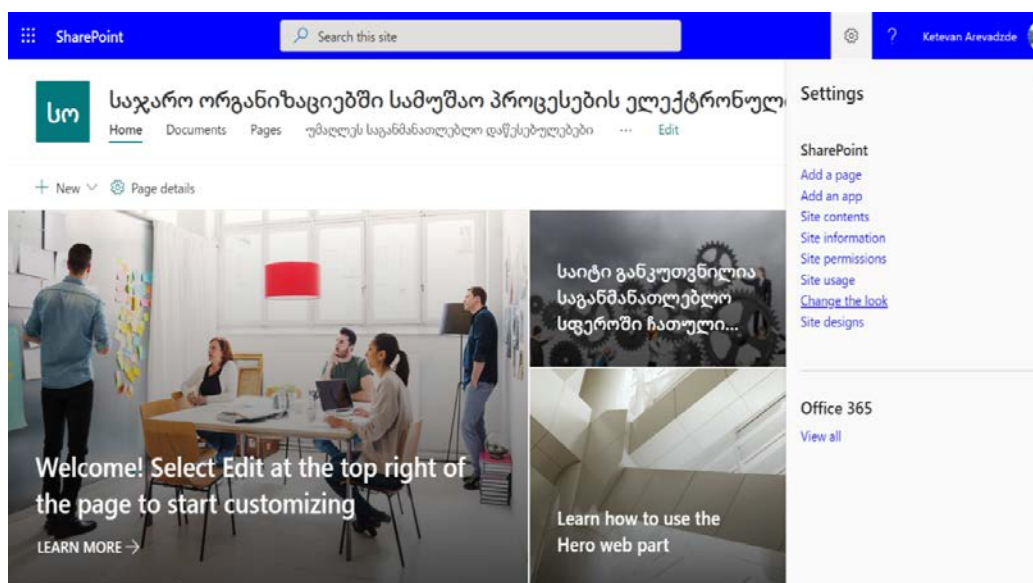 SharePoint
Search this site
?
Ketevan Arevadzde
სო
საჯარო ორგანიზაციებში სამუშაო პროცესების ელექტრონულ
Home Documents Pages უმაღლეს საგანმანათლებლო დაწესებულებები ... Edit
+ New Page details
Welcome! Select Edit at the top right of
the page to start customizing
LEARN MORE →
საიტი განკუთვნილია
საგანმანათლებლო
სფეროში ჩათული...
Learn how to use the
Hero web part
Settings
SharePoint
Add a page
Add an app
Site contents
Site information
Site permissions
Site usage
Change the look
Site designs
Office 365
View all